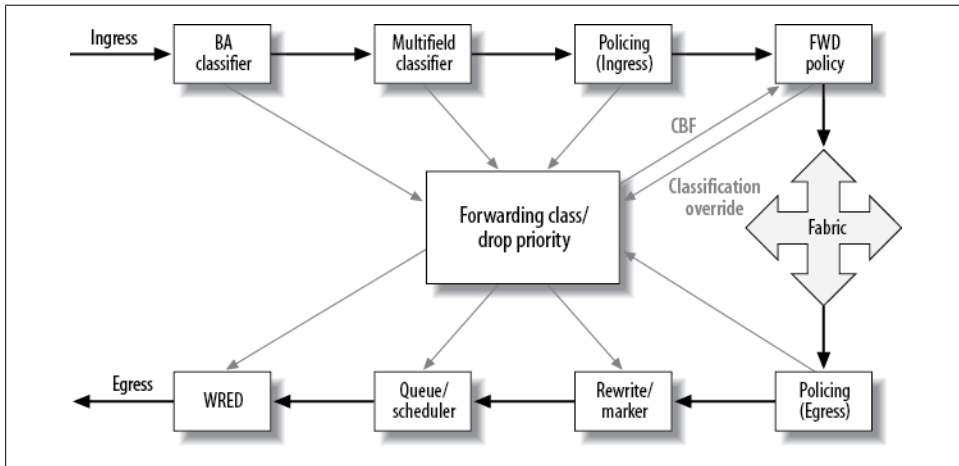 Ingress
BA
classifier
Multifield
classifier
Policing
(Ingress)
FWD
policy
CBF
Classification
override
Forwarding class/
drop priority
Fabric
Egress
WRED
Queue/
scheduler
Rewrite/
marker
Policing
(Egress)